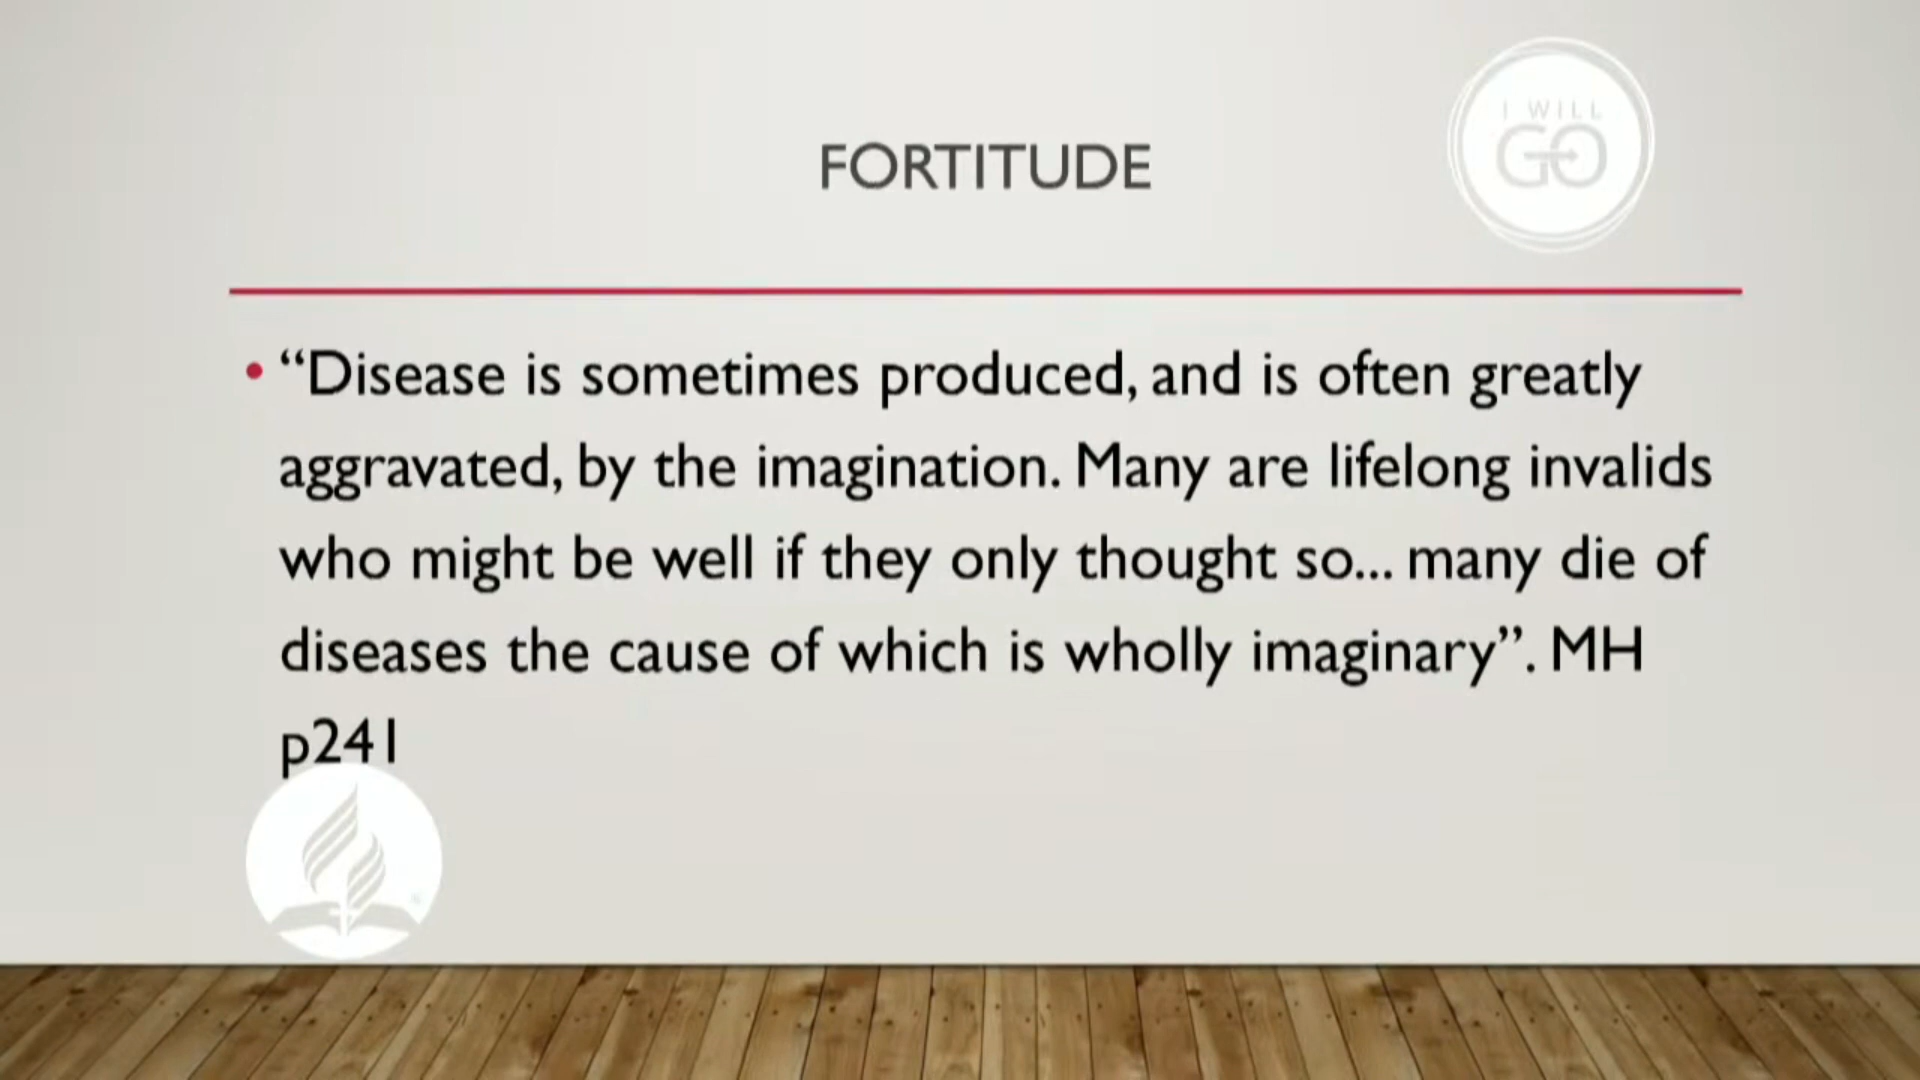 I WILL
GO
FORTITUDE
• “Disease is sometimes produced, and is often greatly
aggravated, by the imagination. Many are lifelong invalids
who might be well if they only thought so... many die of
diseases the cause of which is wholly imaginary”. MH
p241